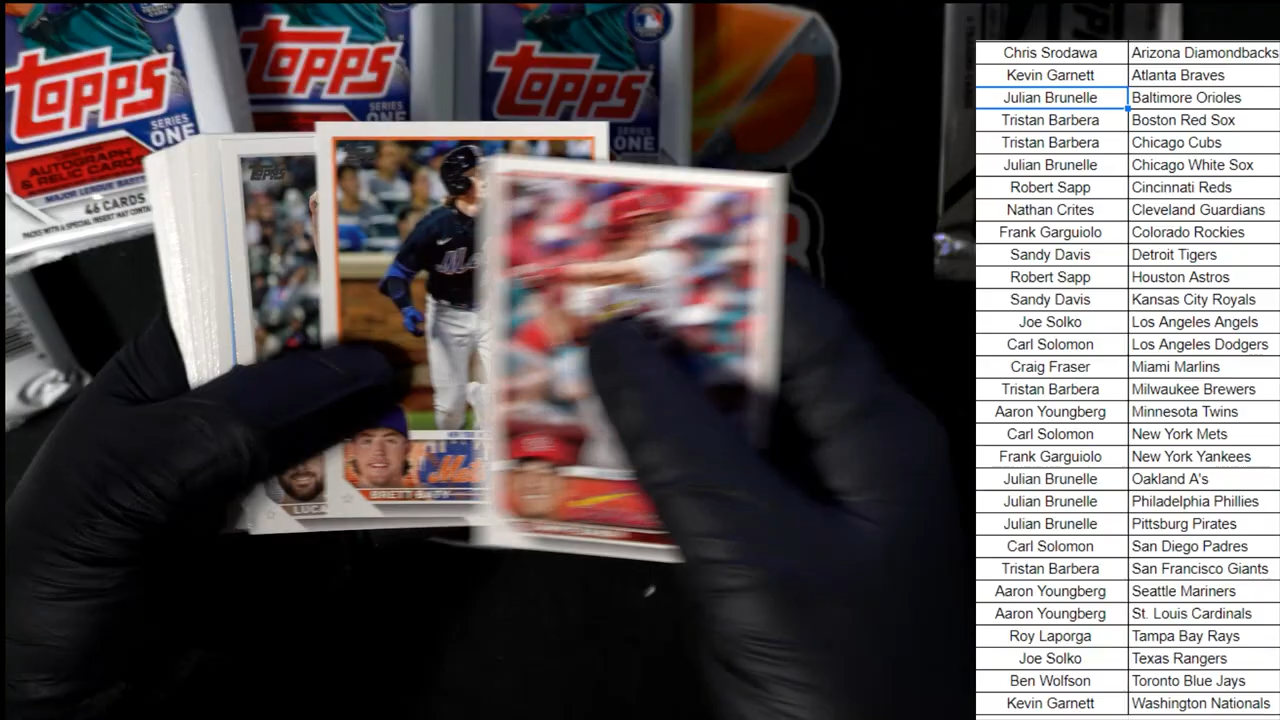 TOPPS
SERIES
ONE
AUTOGRAPH
& RELIC CARDS
MAJOR LEAGUE
46 CARDS
TOPPS
SERIES
TOPPS
SERIES
ONE
TOPPS
LUCA
BRETT BATY
Chris Srodawa Arizona Diamondbacks
Kevin Garnett Atlanta Braves
Julian Brunelle Baltimore Orioles
Tristan Barbera Boston Red Sox
Tristan Barbera Chicago Cubs
Julian Brunelle Chicago White Sox
Robert Sapp Cincinnati Reds
Nathan Crites Cleveland Guardians
Frank Garguiolo Colorado Rockies
Sandy Davis Detroit Tigers
Robert Sapp Houston Astros
Sandy Davis Kansas City Royals
Joe Solko Los Angeles Angels
Carl Solomon Los Angeles Dodgers
Craig Fraser Miami Marlins
Tristan Barbera Milwaukee Brewers
Aaron Youngberg Minnesota Twins
Carl Solomon New York Mets
Frank Garguiolo New York Yankees
Julian Brunelle Oakland A's
Julian Brunelle Philadelphia Phillies
Julian Brunelle Pittsburg Pirates
Carl Solomon San Diego Padres
Tristan Barbera San Francisco Giants
Aaron Youngberg Seattle Mariners
Aaron Youngberg St. Louis Cardinals
Roy Laporga Tampa Bay Rays
Joe Solko Texas Rangers
Ben Wolfson Toronto Blue Jays
Kevin Garnett Washington Nationals